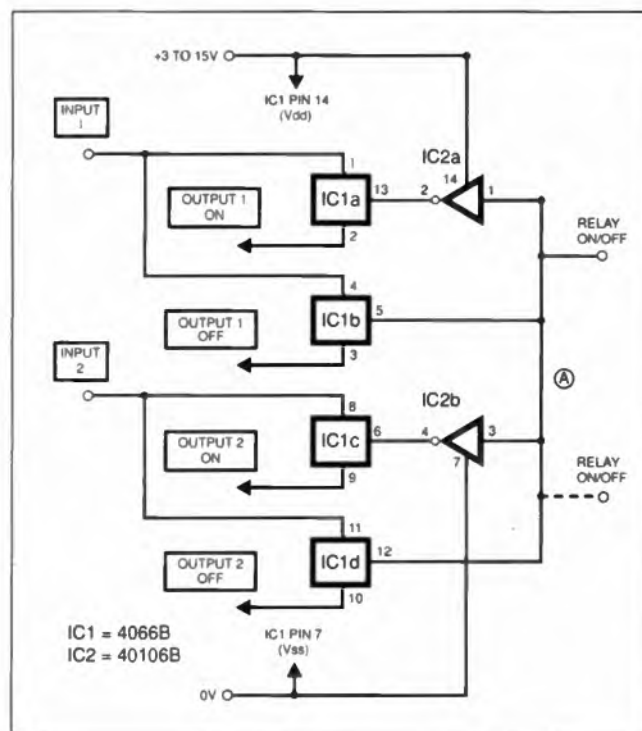 +3 TO 15V
IC1 PIN 14
(Vdd)
INPUT
1
IC2a
1
14
IC1a
13
2
1
OUTPUT 1
ON
2
RELAY
ON/OFF
4
IC1b
5
OUTPUT 1
OFF
3
INPUT
2
A
8
IC2b
IC1c
6
4
3
7
OUTPUT 2
ON
9
RELAY
ON/OFF
11
IC1d
12
OUTPUT 2
OFF
10
IC1 = 4066B
IC2 = 40106B
IC1 PIN 7
(Vss)
0V